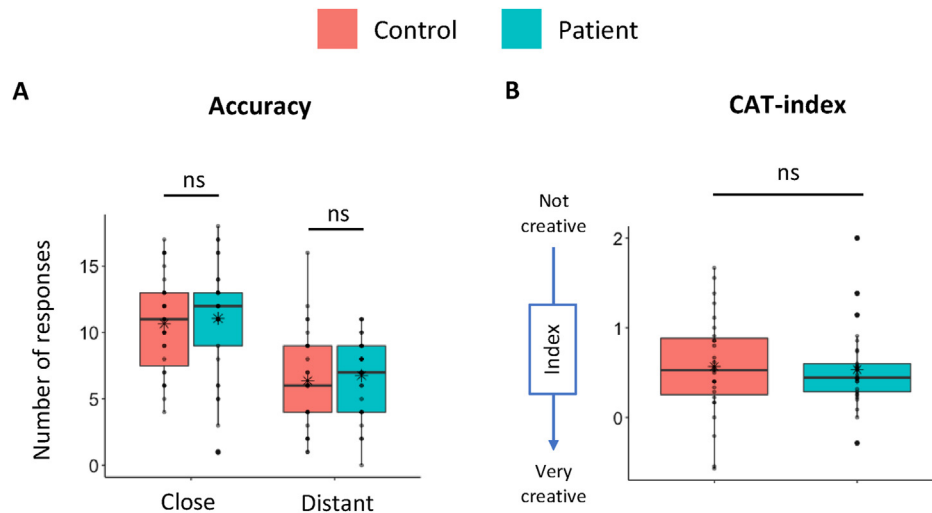 Control
Patient
A
Accuracy
ns
ns
Number of responses
15
10
5
0
Close
Distant
B
CAT-index
ns
Not
creative
Index
Very
creative
2
1
0